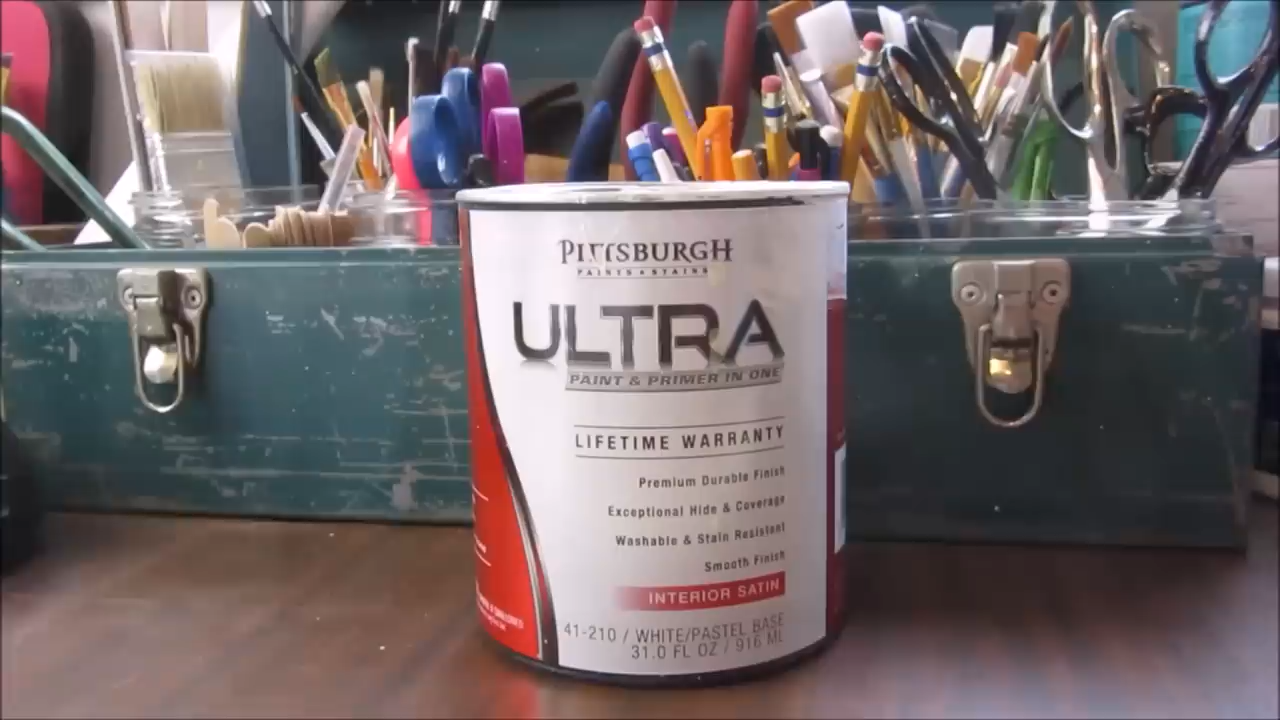 PITTSBURGH
PAINTS & STAINS
ULTRA
PAINT & PRIMER IN ONE
LIFETIME WARRANTY
Premium Durable Finish
Exceptional Hide & Coverage
Washable & Stain Resistant
Smooth Finish
INTERIOR SATIN
41-210 / WHITE/PASTEL BASE
31.0 FL OZ / 916 ML